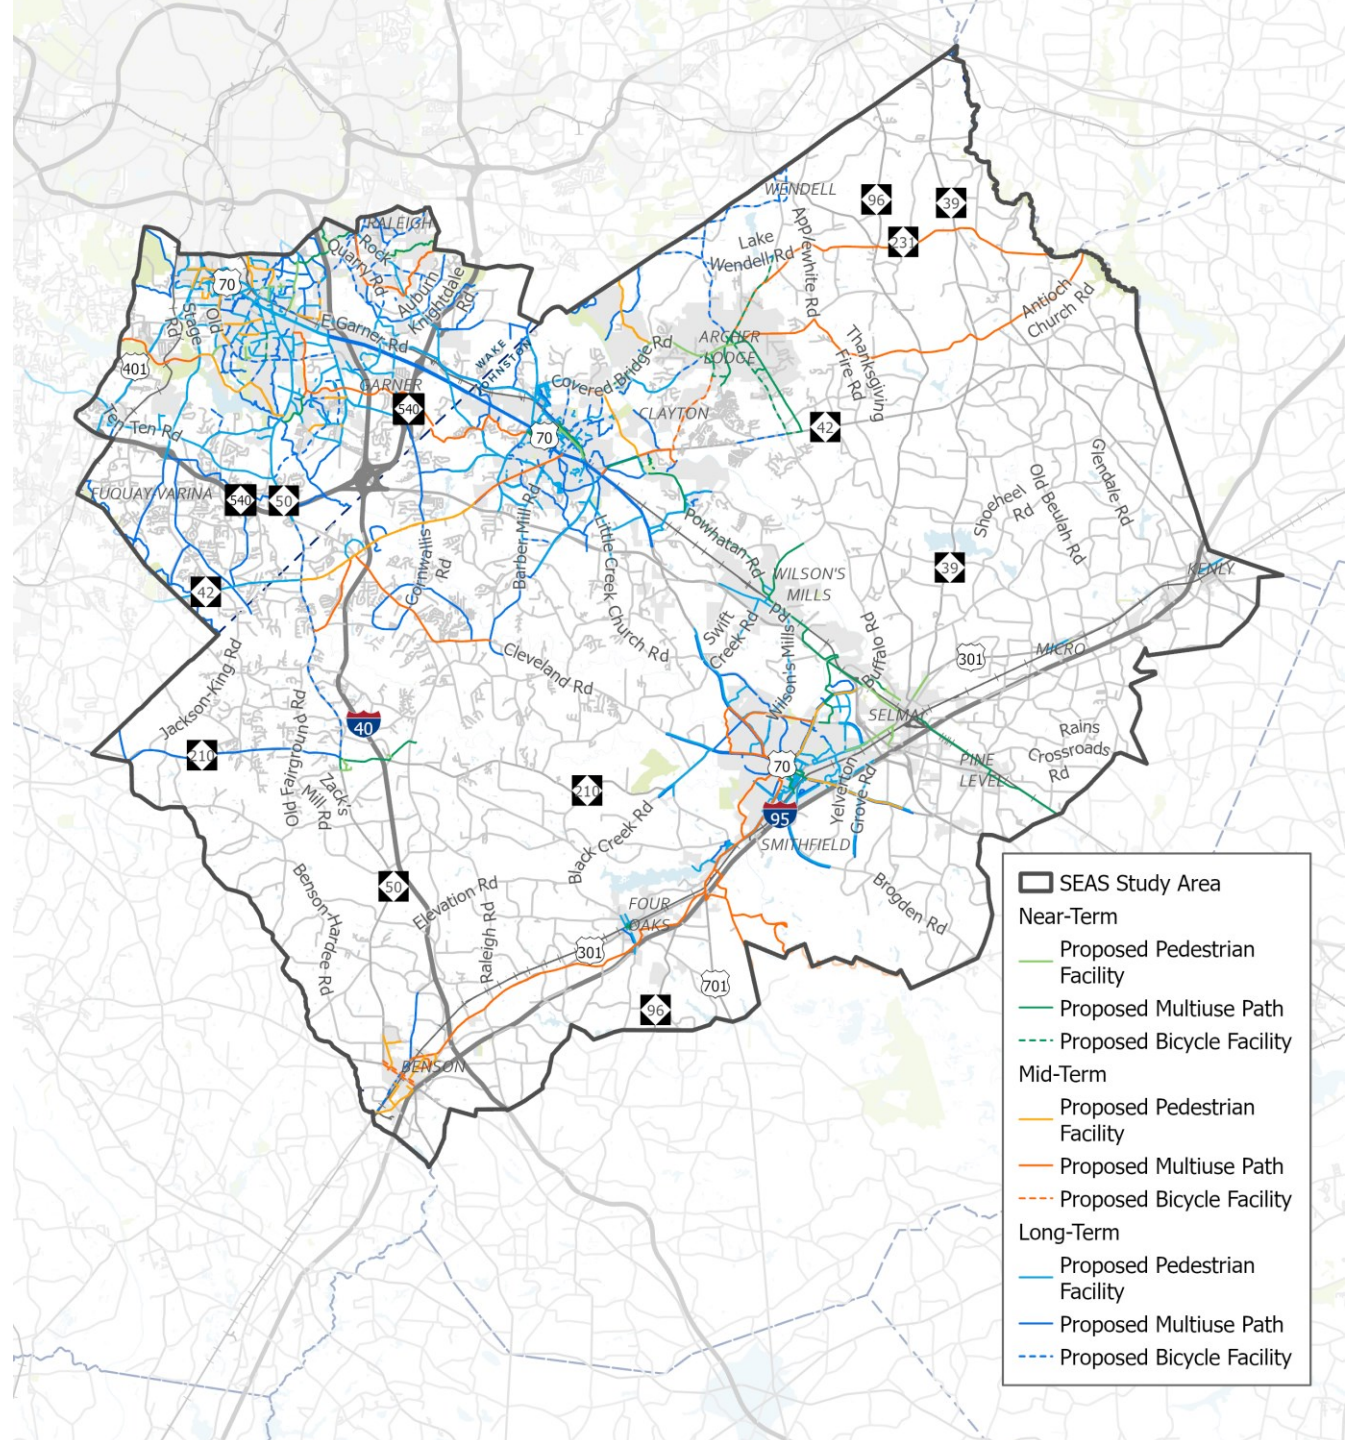 WENDELL
96
39
231
RALEIGH
Rock
Quarry Rd
Lake
Wendell Rd
Applewhite Rd
70
Auburn
Knightdale
Rd
Old
Stage
Rd
Antioch
Church Rd
E Garner Rd
WAKE
JOHNSTON
ARCHER
LODGE
Thanksgiving
Fire Rd
401
Covered Bridge Rd
GARNER
540
CLAYTON
Ten-Ten Rd
70
42
FUQUAY-VARINA
540
50
Glendale Rd
Old Beulah Rd
Shoeheel
Rd
Barber Mill Rd
Little Creek Church Rd
Powhatan Rd
Cornwallis
Rd
WILSON'S
MILLS
39
KENLY
42
Swift
Creek Rd
Wilson's Mills
Rd
Buffalo Rd
301
MICRO
Jackson-King Rd
Cleveland Rd
Old Fairground Rd
40
SELMA
Rains
Crossroads
Rd
210
70
PINE
LEVEL
Zack's
Mill Rd
210
Yelverton
Grove Rd
95
Black Creek Rd
SMITHFIELD
50
Benson-Hardee Rd
Elevation Rd
Raleigh Rd
FOUR
OAKS
Brogden Rd
301
701
96
BENSON
SEAS Study Area
Near-Term
Proposed Pedestrian
Facility
Proposed Multiuse Path
Proposed Bicycle Facility
Mid-Term
Proposed Pedestrian
Facility
Proposed Multiuse Path
Proposed Bicycle Facility
Long-Term
Proposed Pedestrian
Facility
Proposed Multiuse Path
Proposed Bicycle Facility